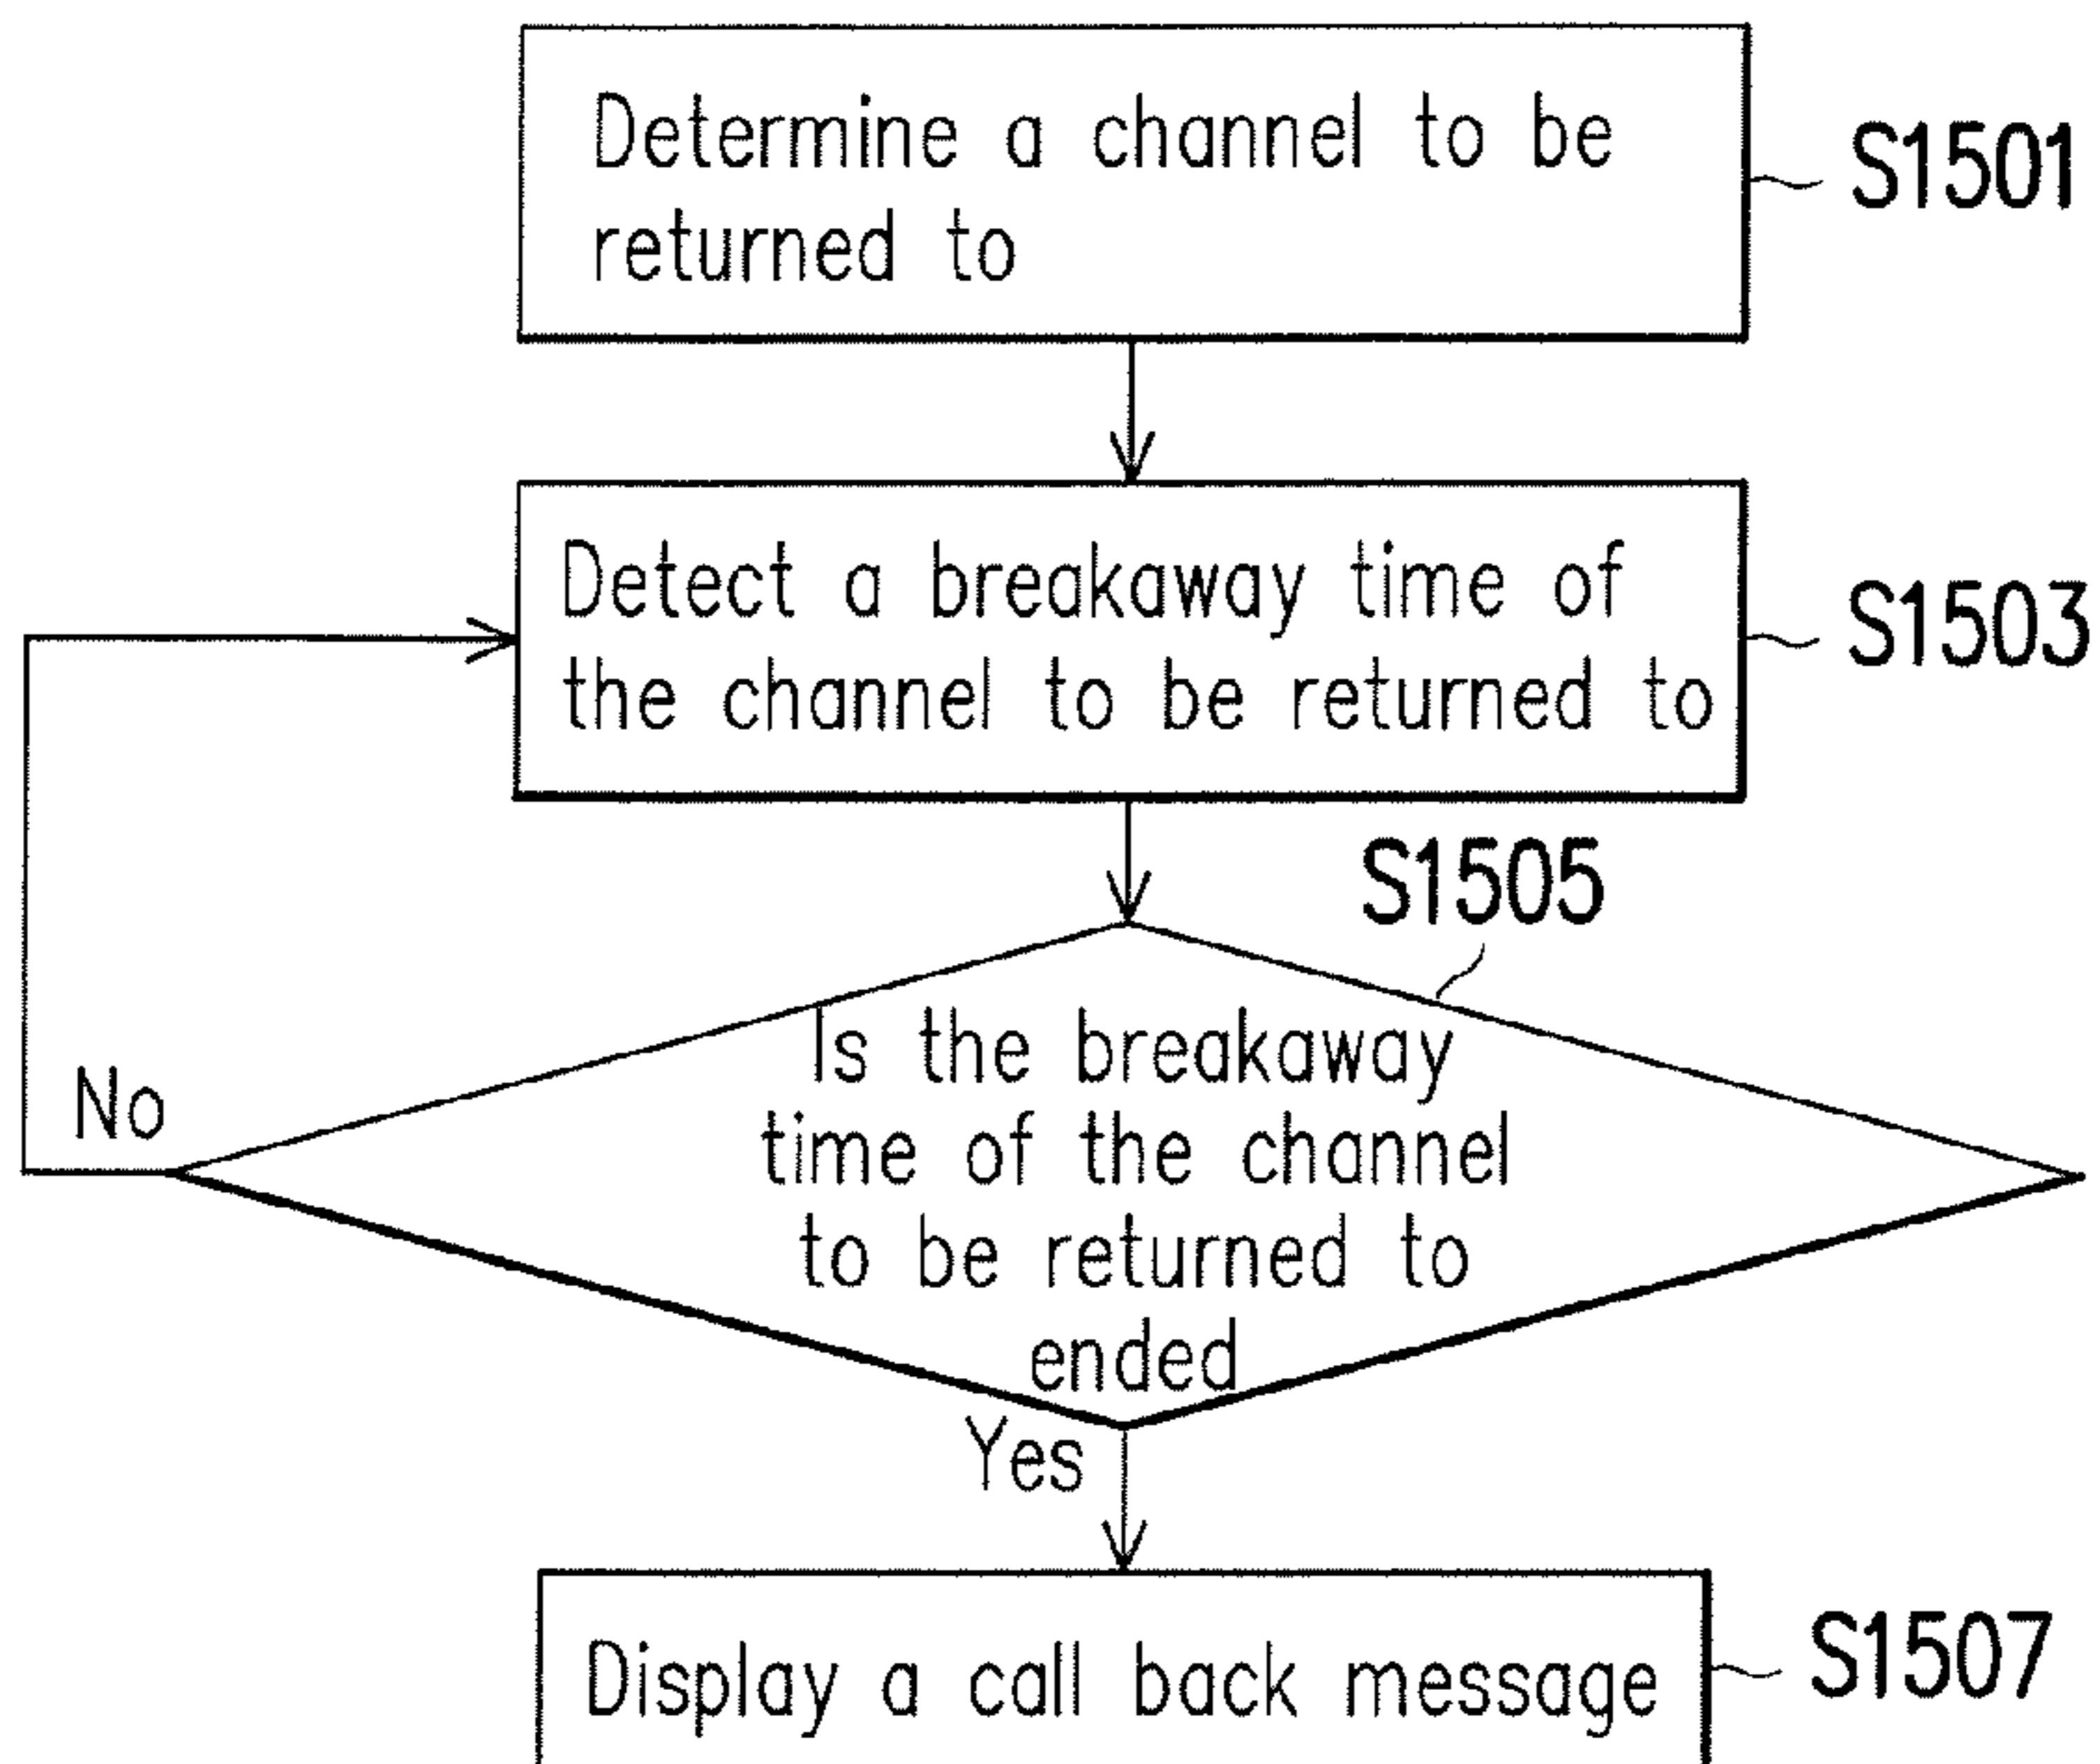 Determine a channel to be
returned to
S1501
Detect a breakaway time of
the channel to be returned to
S1503
S1505
Is the breakaway
time of the channel
to be returned to
ended
No
Yes
Display a call back message
S1507